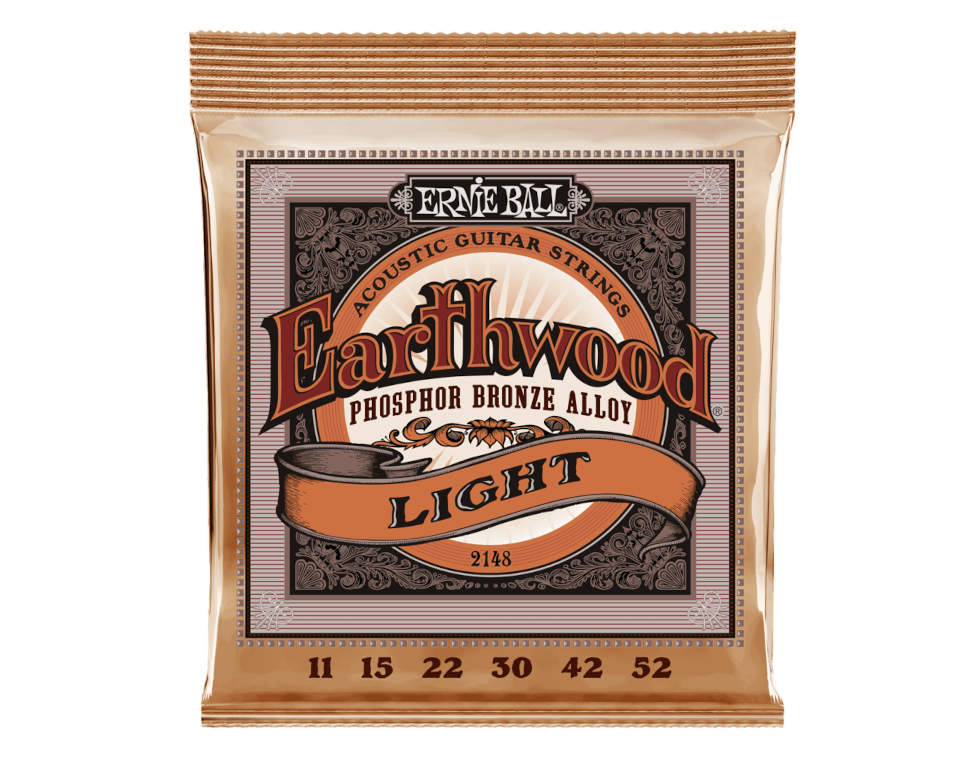 ERNIE BALL®
ACOUSTIC GUITAR STRINGS
Earthwood®
PHOSPHOR BRONZE ALLOY
LIGHT
2148
11 15 22 30 42 52